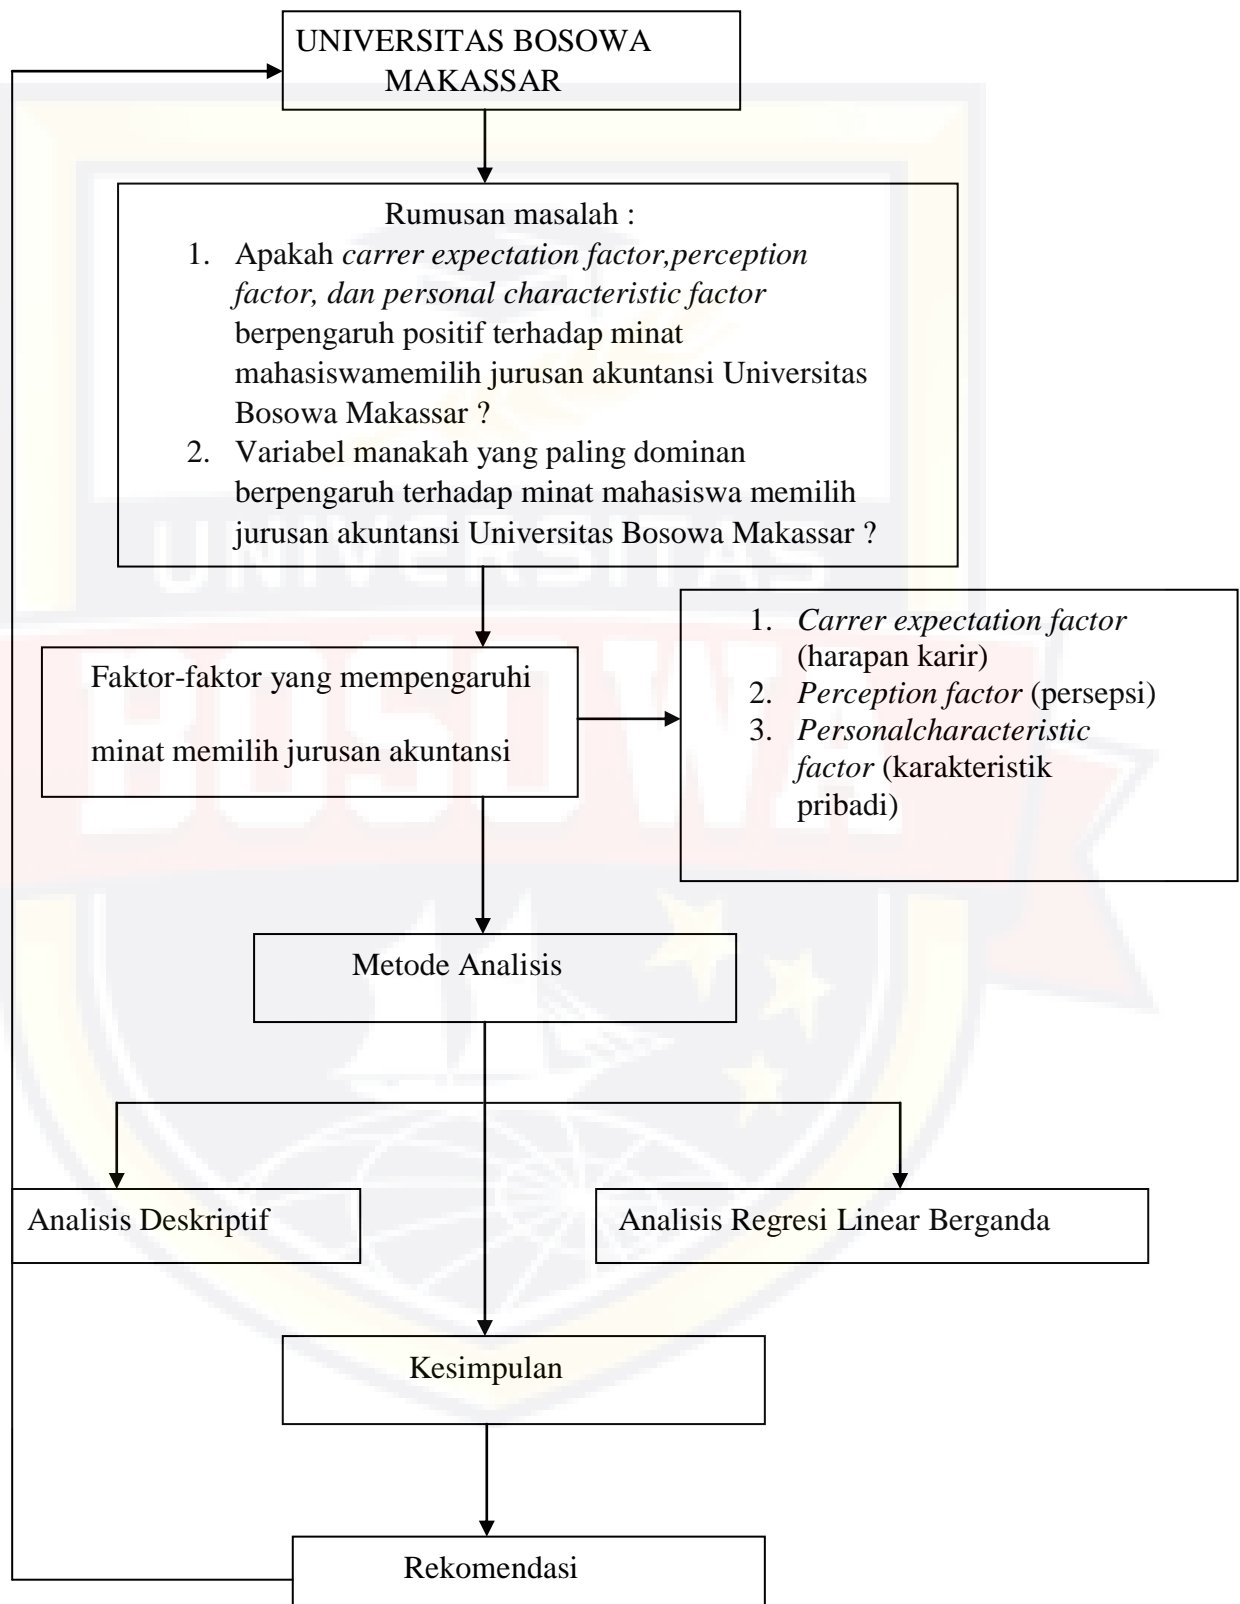 UNIVERSITAS BOSOWA
MAKASSAR
Rumusan masalah :
1. Apakah carrer expectation factor,perception
factor, dan personal characteristic factor
berpengaruh positif terhadap minat
mahasiswamemilih jurusan akuntansi Universitas
Bosowa Makassar ?
2. Variabel manakah yang paling dominan
berpengaruh terhadap minat mahasiswa memilih
jurusan akuntansi Universitas Bosowa Makassar ?
UNIVERSITAS
BOSOWA
Faktor-faktor yang mempengaruhi
minat memilih jurusan akuntansi
1. Carrer expectation factor
(harapan karir)
2. Perception factor (persepsi)
3. Personalcharacteristic
factor (karakteristik
pribadi)
Metode Analisis
Analisis Deskriptif
Analisis Regresi Linear Berganda
Kesimpulan
Rekomendasi